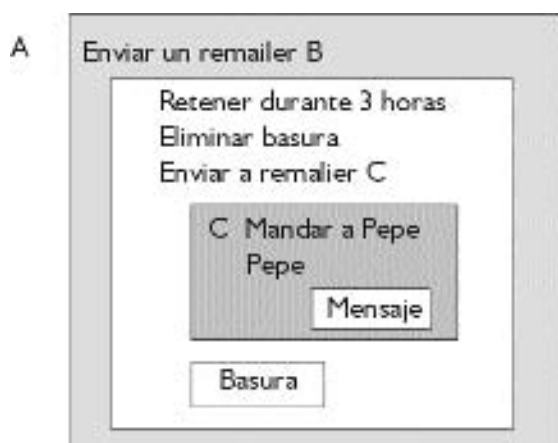 A
Enviar un remailer B
Retener durante 3 horas
Eliminar basura
Enviar a remalier C
C Mandar a Pepe
Pepe
Mensaje
Basura